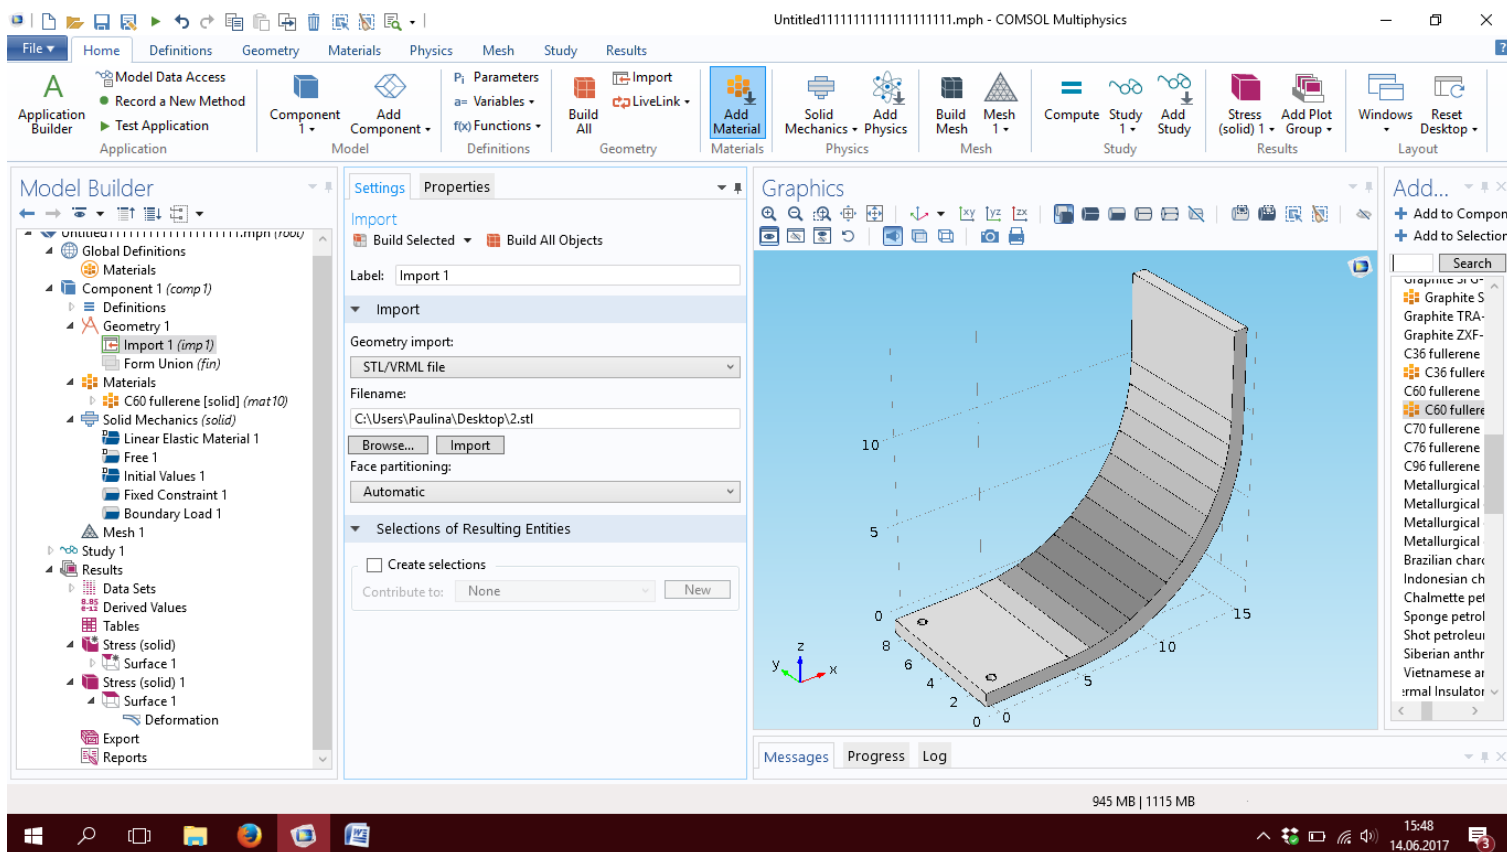 Untitled11111111111111111111.mph - COMSOL Multiphysics
File Home Definitions Geometry Materials Physics Mesh Study Results
Application Builder
Model Data Access
Record a New Method
Test Application
Application
Component 1
Add Component
Model
Pi Parameters
a= Variables
f(x) Functions
Definitions
Build All
Import
LiveLink
Geometry
Add Material
Materials
Solid Mechanics
Add Physics
Physics
Build Mesh
Mesh 1
Mesh
Compute
Study 1
Add Study
Study
Stress (solid) 1
Add Plot Group
Results
Windows
Reset Desktop
Layout
Model Builder
(root)
Global Definitions
Materials
Component 1 (comp1)
Definitions
Geometry 1
Import 1 (imp1)
Form Union (fin)
Materials
C60 fullerene [solid] (mat10)
Solid Mechanics (solid)
Linear Elastic Material 1
Free 1
Initial Values 1
Fixed Constraint 1
Boundary Load 1
Mesh 1
Study 1
Results
Data Sets
8.85 e-12 Derived Values
Tables
Stress (solid)
Surface 1
Stress (solid) 1
Surface 1
Deformation
Export
Reports
Settings Properties
Import
Build Selected Build All Objects
Label: Import 1
Import
Geometry import:
STL/VRML file
Filename:
C:\Users\Paulina\Desktop\2.stl
Browse... Import
Face partitioning:
Automatic
Selections of Resulting Entities
Create selections
Contribute to: None New
Graphics
xy yz zx
10
5
0
8
6
4
2
0
0
5
10
15
z
y
x
Messages Progress Log
Add...
Add to Compon
Add to Selection
Search
Graphite S
Graphite TRA-
Graphite ZXF-
C36 fullerene
C36 fullere
C60 fullerene
C60 fullere
C70 fullerene
C76 fullerene
C96 fullerene
Metallurgical
Metallurgical
Metallurgical
Metallurgical
Brazilian charc
Indonesian ch
Chalmette pet
Sponge petrol
Shot petroleu
Siberian anthr
Vietnamese ar
ermal Insulator
945 MB | 1115 MB
15:48
14.06.2017
3